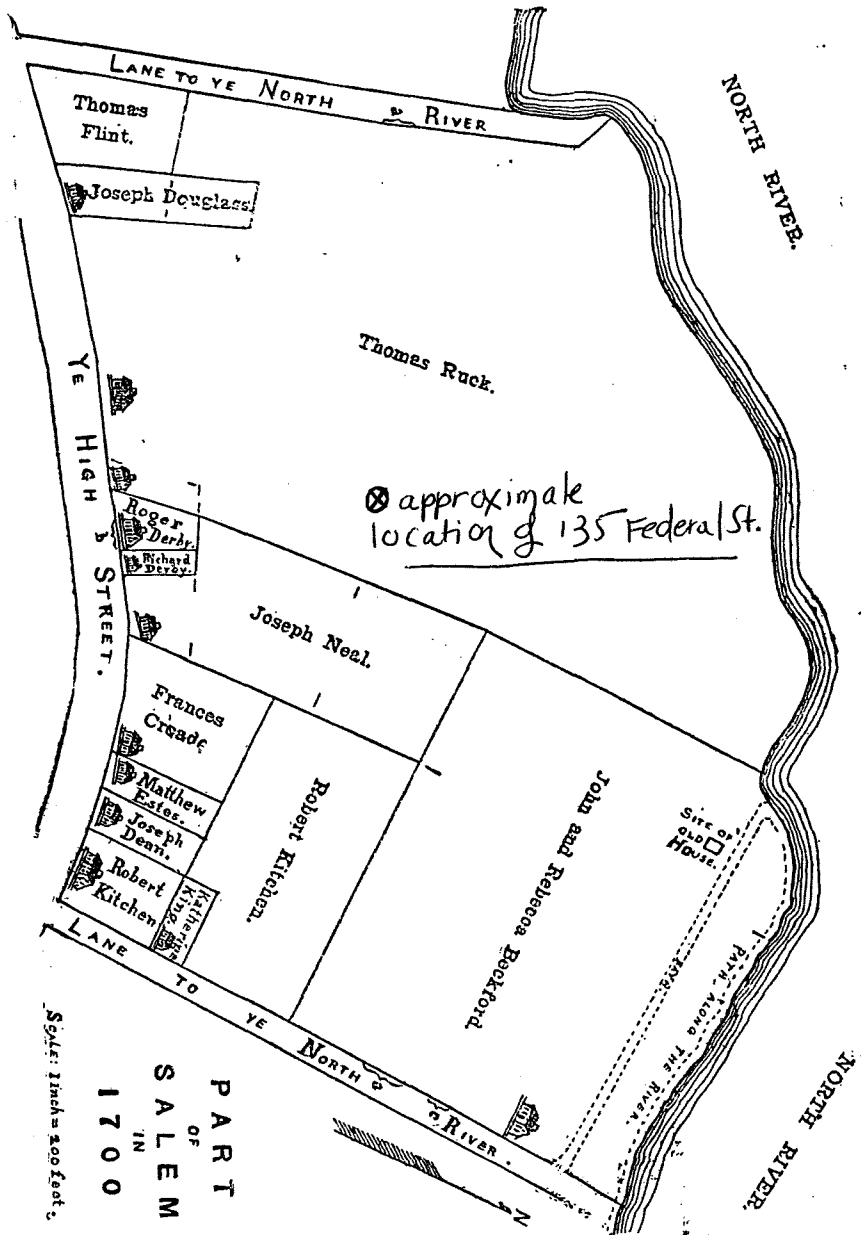 LANE TO YE NORTH a RIVER
NORTH RIVER.
Thomas
Flint.
Joseph Douglass.
Thomas Ruck.
YE HIGH b STREET.
⊗ approximate
location of 135 Federal St.
Roger
Derby.
Richard
Derby.
Joseph Neal.
Frances
Cruade
Matthew
Estes.
Joseph
Dean.
Robert
Kitchen
Katherine
King.
Robert Kitchen.
John and Rebecca Beckford.
SITE OF
OLD
HOUSE.
PATH ALONG THE RIVER.
NORTH RIVER.
LANE TO YE NORTH RIVER.
N
PART
OF
SALEM
IN
1700
Scale: 1 inch = 200 feet.